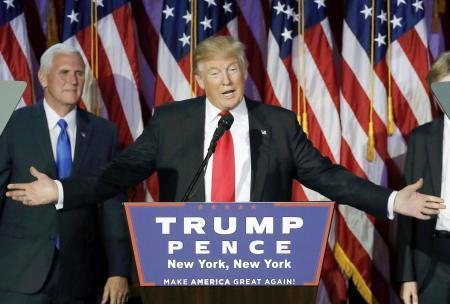 TRUMP
PENCE
New York, New York
MAKE AMERICA GREAT AGAIN!